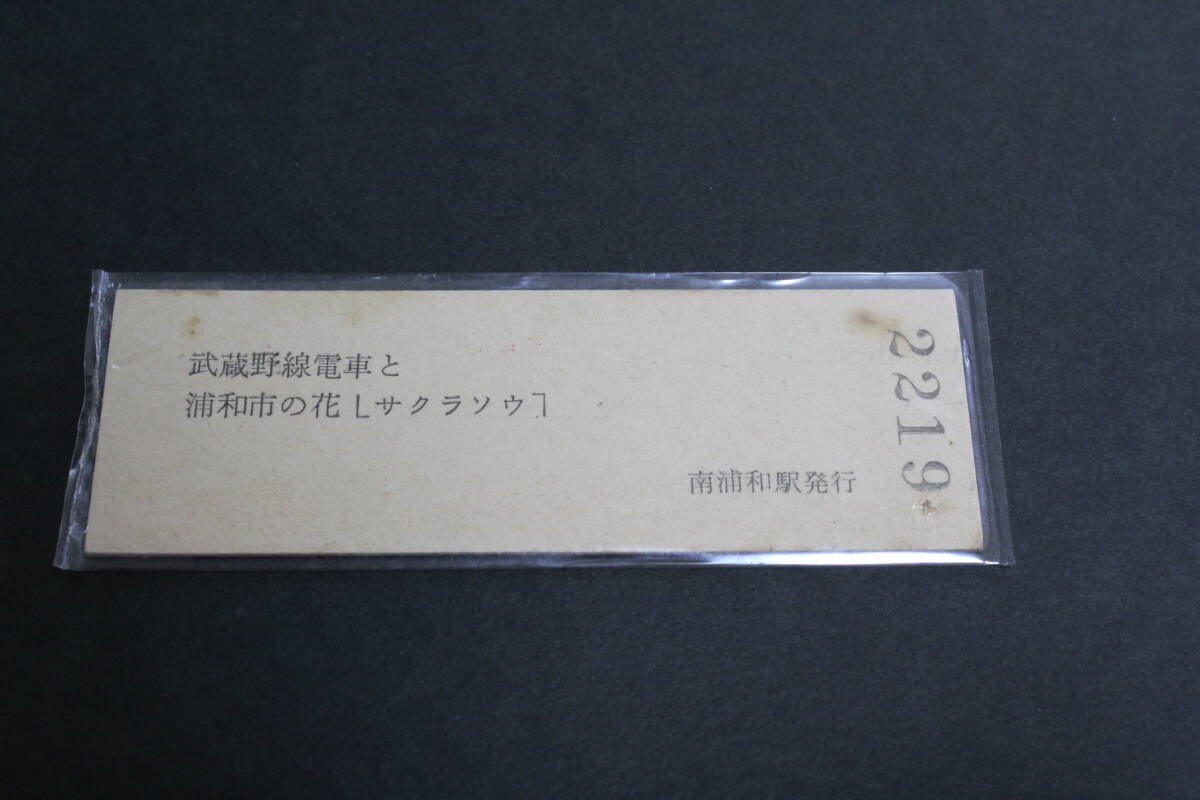 武蔵野線電車と
浦和市の花「サクラソウ」
南浦和駅発行
2219